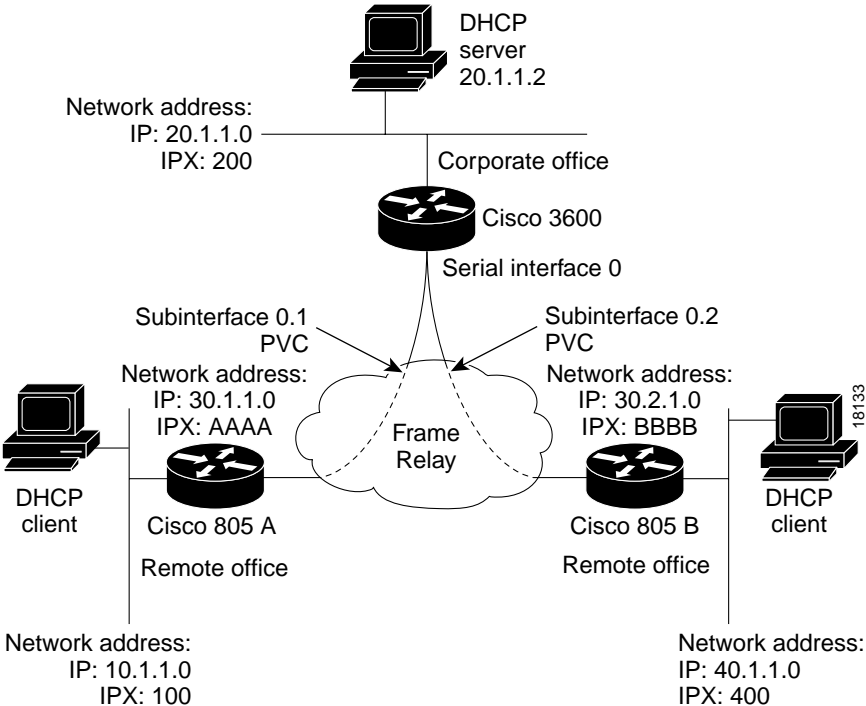 DHCP
server
20.1.1.2
Network address:
IP: 20.1.1.0
IPX: 200
Corporate office
Cisco 3600
Serial interface 0
Subinterface 0.1
PVC
Subinterface 0.2
PVC
Network address:
IP: 30.1.1.0
IPX: AAAA
Network address:
IP: 30.2.1.0
IPX: BBBB
18133
Frame
Relay
DHCP
client
Cisco 805 A
Remote office
Cisco 805 B
Remote office
DHCP
client
Network address:
IP: 10.1.1.0
IPX: 100
Network address:
IP: 40.1.1.0
IPX: 400